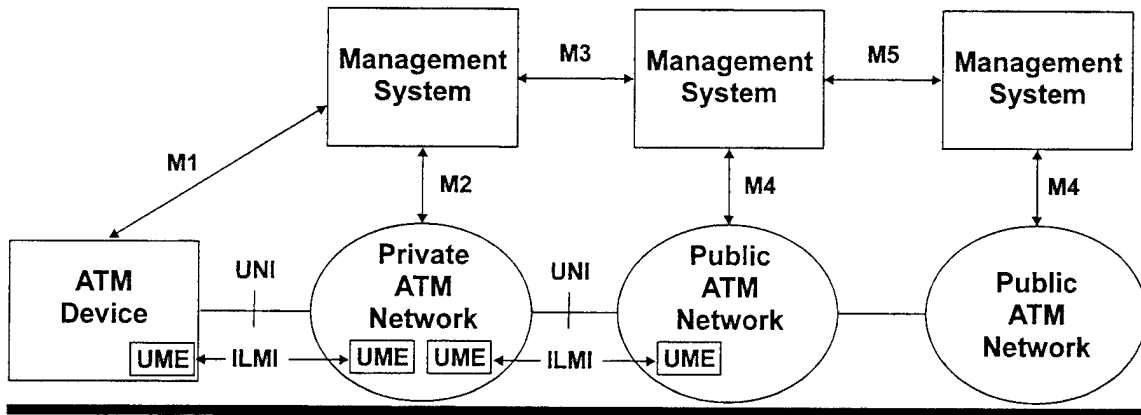 Management
System
M3
Management
System
M5
Management
System
M1
M2
M4
M4
ATM
Device
UNI
Private
ATM
Network
UNI
Public
ATM
Network
Public
ATM
Network
UME
ILMI
UME
UME
ILMI
UME